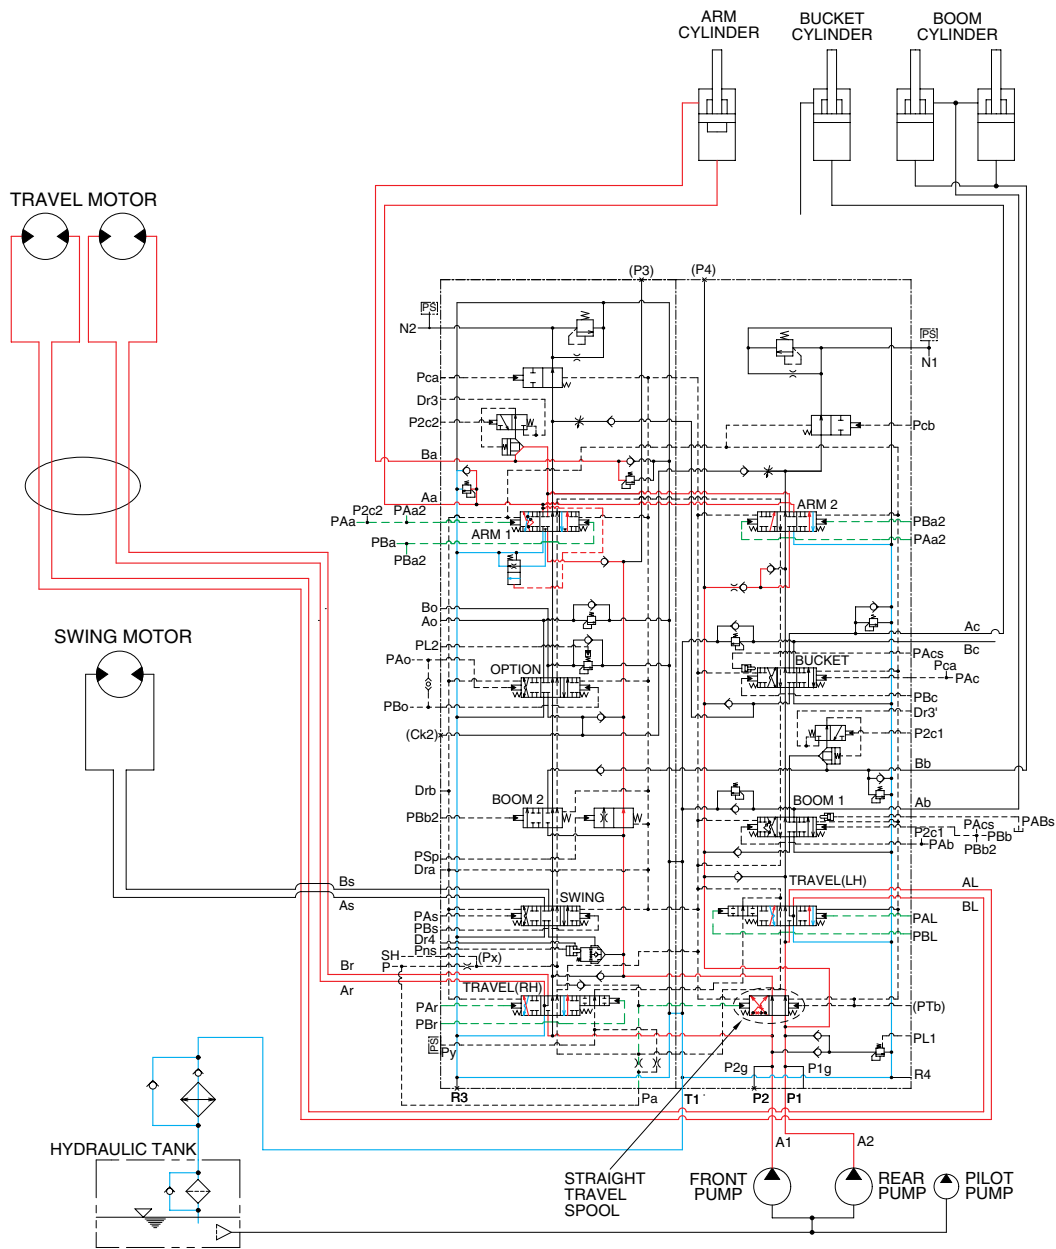 ARM
CYLINDER
BUCKET
CYLINDER
BOOM
CYLINDER
TRAVEL MOTOR
(P3)
(P4)
PS
N2
PS
N1
Pca
Dr3
P2c2
Pcb
Ba
Aa
P2c2
PAa2
PAa
PBa
PBa2
ARM 1
ARM 2
PBa2
PAa2
SWING MOTOR
Bo
Ao
PL2
PAo
PBo
OPTION
(Ck2)
Ac
Bc
PAcs
Pca
PAc
PBc
BUCKET
Dr3'
P2c1
Bb
Ab
Drb
PBb2
BOOM 2
PSp
Dra
BOOM 1
P2c1
PAcs
PBb
PABs
PAb
PBb2
Bs
As
SWING
PAs
PBs
Dr4
Pns
SH
P
(Px)
TRAVEL(LH)
AL
BL
PAL
PBL
Br
Ar
TRAVEL(RH)
PAr
PBr
PS
Py
(PTb)
PL1
P2g
P1g
R4
R3
Pa
T1
P2
P1
A1
A2
HYDRAULIC TANK
STRAIGHT
TRAVEL
SPOOL
FRONT
PUMP
REAR
PUMP
PILOT
PUMP